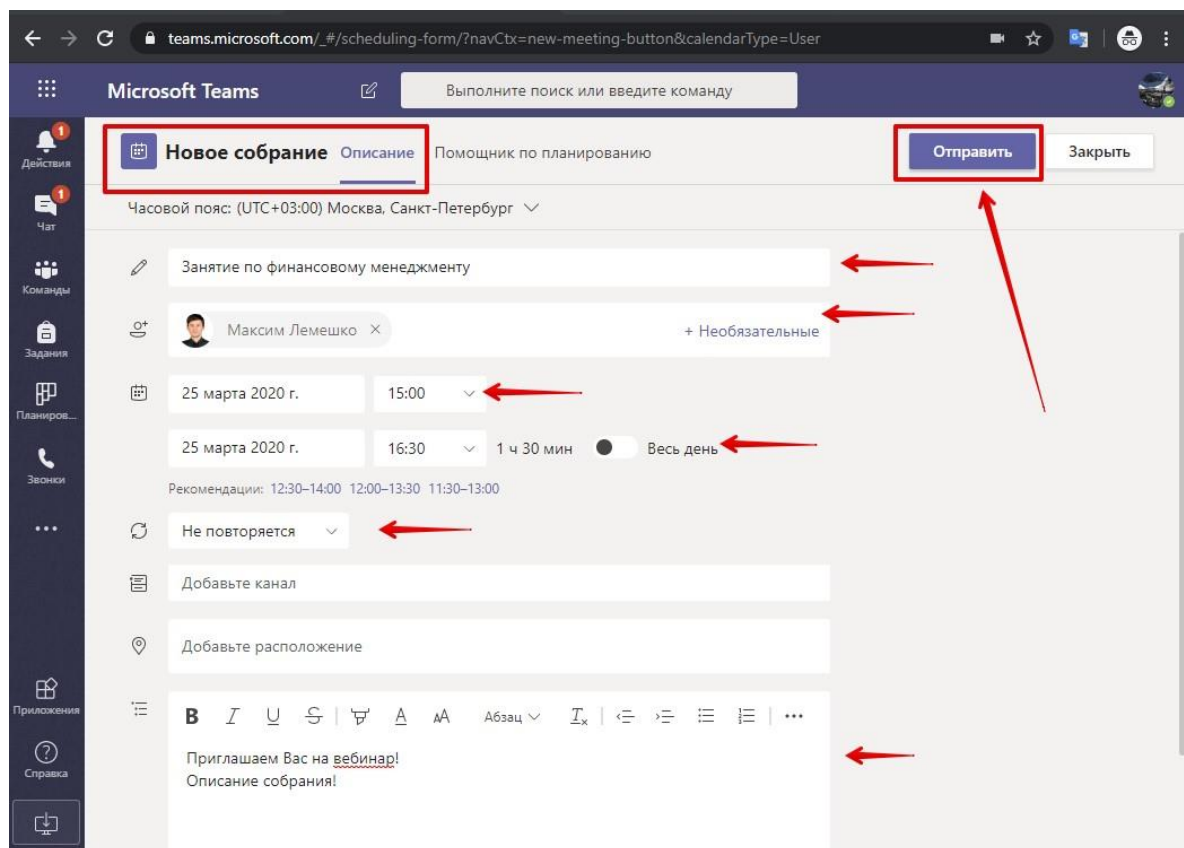 teams.microsoft.com/_#/scheduling-form/?navCtx=new-meeting-button&calendarType=User
Microsoft Teams
Выполните поиск или введите команду
1
Действия
1
Чат
Команды
Задания
Планиров...
Звонки
Приложения
Справка
Новое собрание Описание Помощник по планированию
Отправить Закрыть
Часовой пояс: (UTC+03:00) Москва, Санкт-Петербург
Занятие по финансовому менеджменту
Максим Лемешко × + Необязательные
25 марта 2020 г. 15:00
25 марта 2020 г. 16:30 1 ч 30 мин Весь день
Рекомендации: 12:30–14:00 12:00–13:30 11:30–13:00
Не повторяется
Добавьте канал
Добавьте расположение
B I U S A AA Абзац Tx
Приглашаем Вас на вебинар!
Описание собрания!